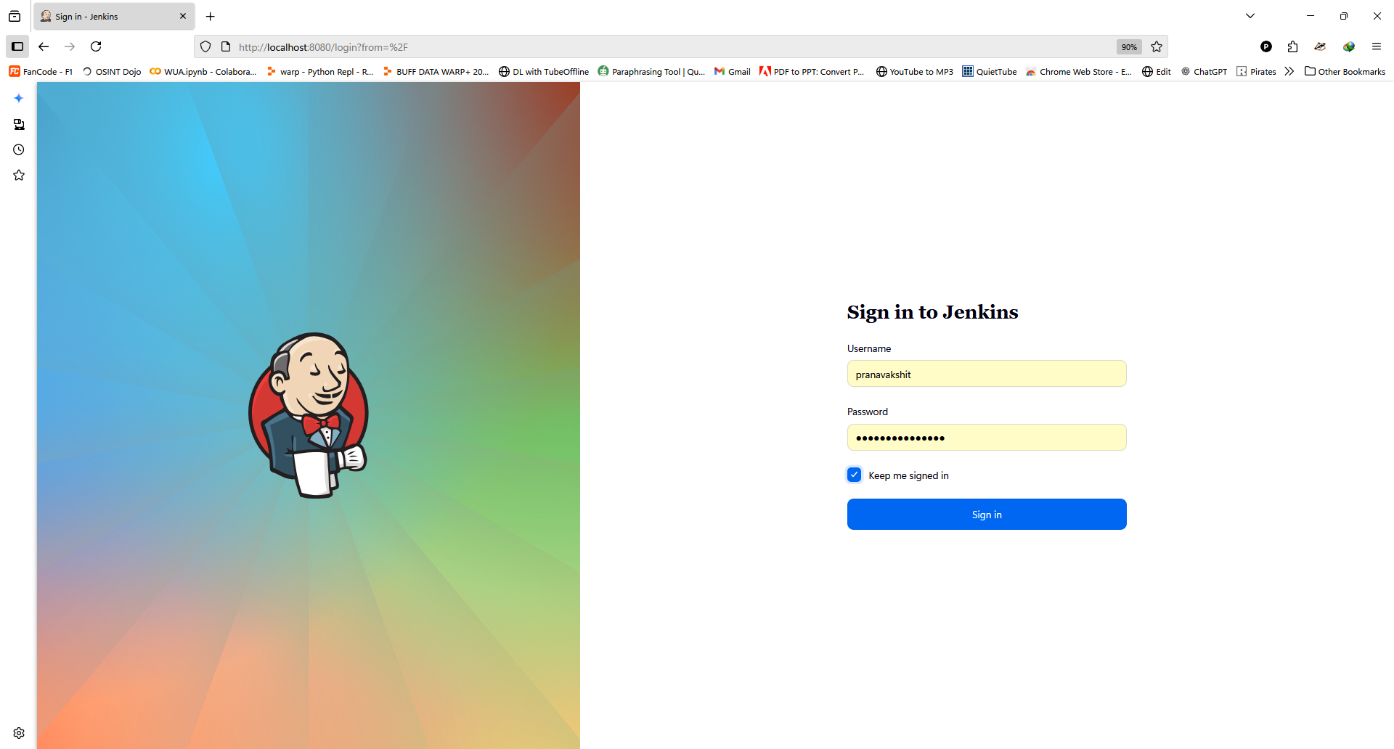 Sign in - Jenkins
http://localhost:8080/login?from=%2F
90%
FanCode - F1 OSINT Dojo WUA.ipynb - Colabora... warp - Python Repl - R... BUFF DATA WARP+ 20... DL with TubeOffline Paraphrasing Tool | Qu... Gmail PDF to PPT: Convert P... YouTube to MP3 QuietTube Chrome Web Store - E... Edit ChatGPT Pirates Other Bookmarks
Sign in to Jenkins
Username
pranavakshit
Password
•••••••••••••••
Keep me signed in
Sign in